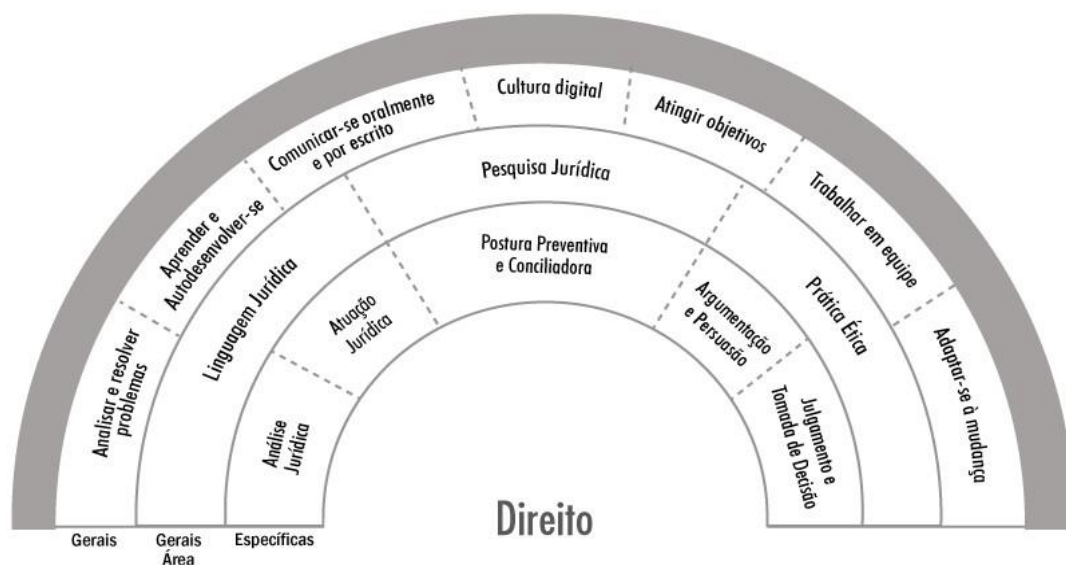 Analisar e resolver
problemas
Aprender e
Autodesenvolver-se
Comunicar-se oralmente
e por escrito
Cultura digital
Atingir objetivos
Trabalhar em equipe
Adaptar-se à mudança
Linguagem Jurídica
Pesquisa Jurídica
Prática Ética
Análise
Jurídica
Atuação
Jurídica
Postura Preventiva
e Conciliadora
Argumentação
e Persuasão
Julgamento e
Tomada de Decisão
Direito
Gerais
Gerais
Área
Específicas